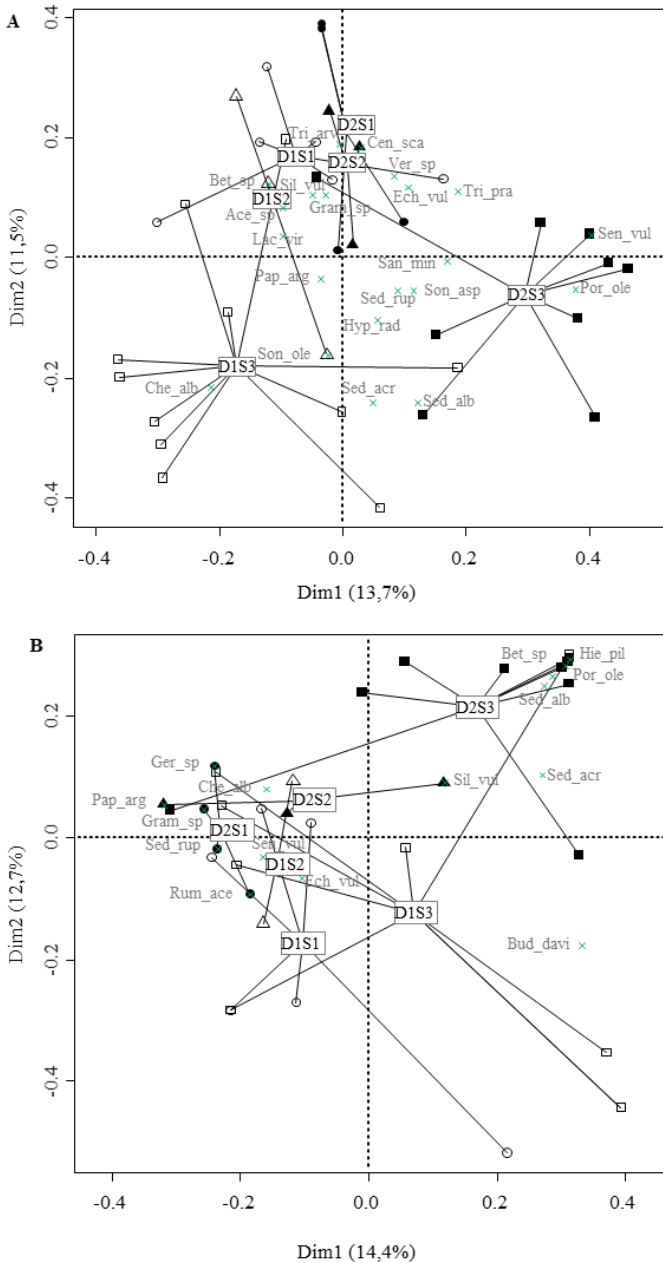 A
0.4
0.2
0.0
-0.2
-0.4
Dim2 (11,5%)
D2S1
Tri_arv
Cen_sca
D1S1
D2S2
Bet_sp
Sil_vul
Ver_sp
Ech_vul
Tri_pra
D1S2
Gram_sp
Ace_sp
Lac_vir
Sen_vul
Pap_arg
San_min
Sed_rup
Son_asp
D2S3
Por_ole
Hyp_rad
Son_ole
D1S3
Che_alb
Sed_acr
Sed_alb
-0.4
-0.2
0.0
0.2
0.4
Dim1 (13,7%)
B
0.2
0.0
-0.2
-0.4
Dim2 (12,7%)
Bet_sp
Hie_pil
Por_ole
Sed_alb
D2S3
Ger_sp
Che_alb
Sil_vul
Sed_acr
Pap_arg
D2S2
Gram_sp
D2S1
Sed_rup
Sen_vul
D1S2
Ech_vul
Rum_ace
D1S3
D1S1
Bud_davi
-0.4
-0.2
0.0
0.2
0.4
Dim1 (14,4%)